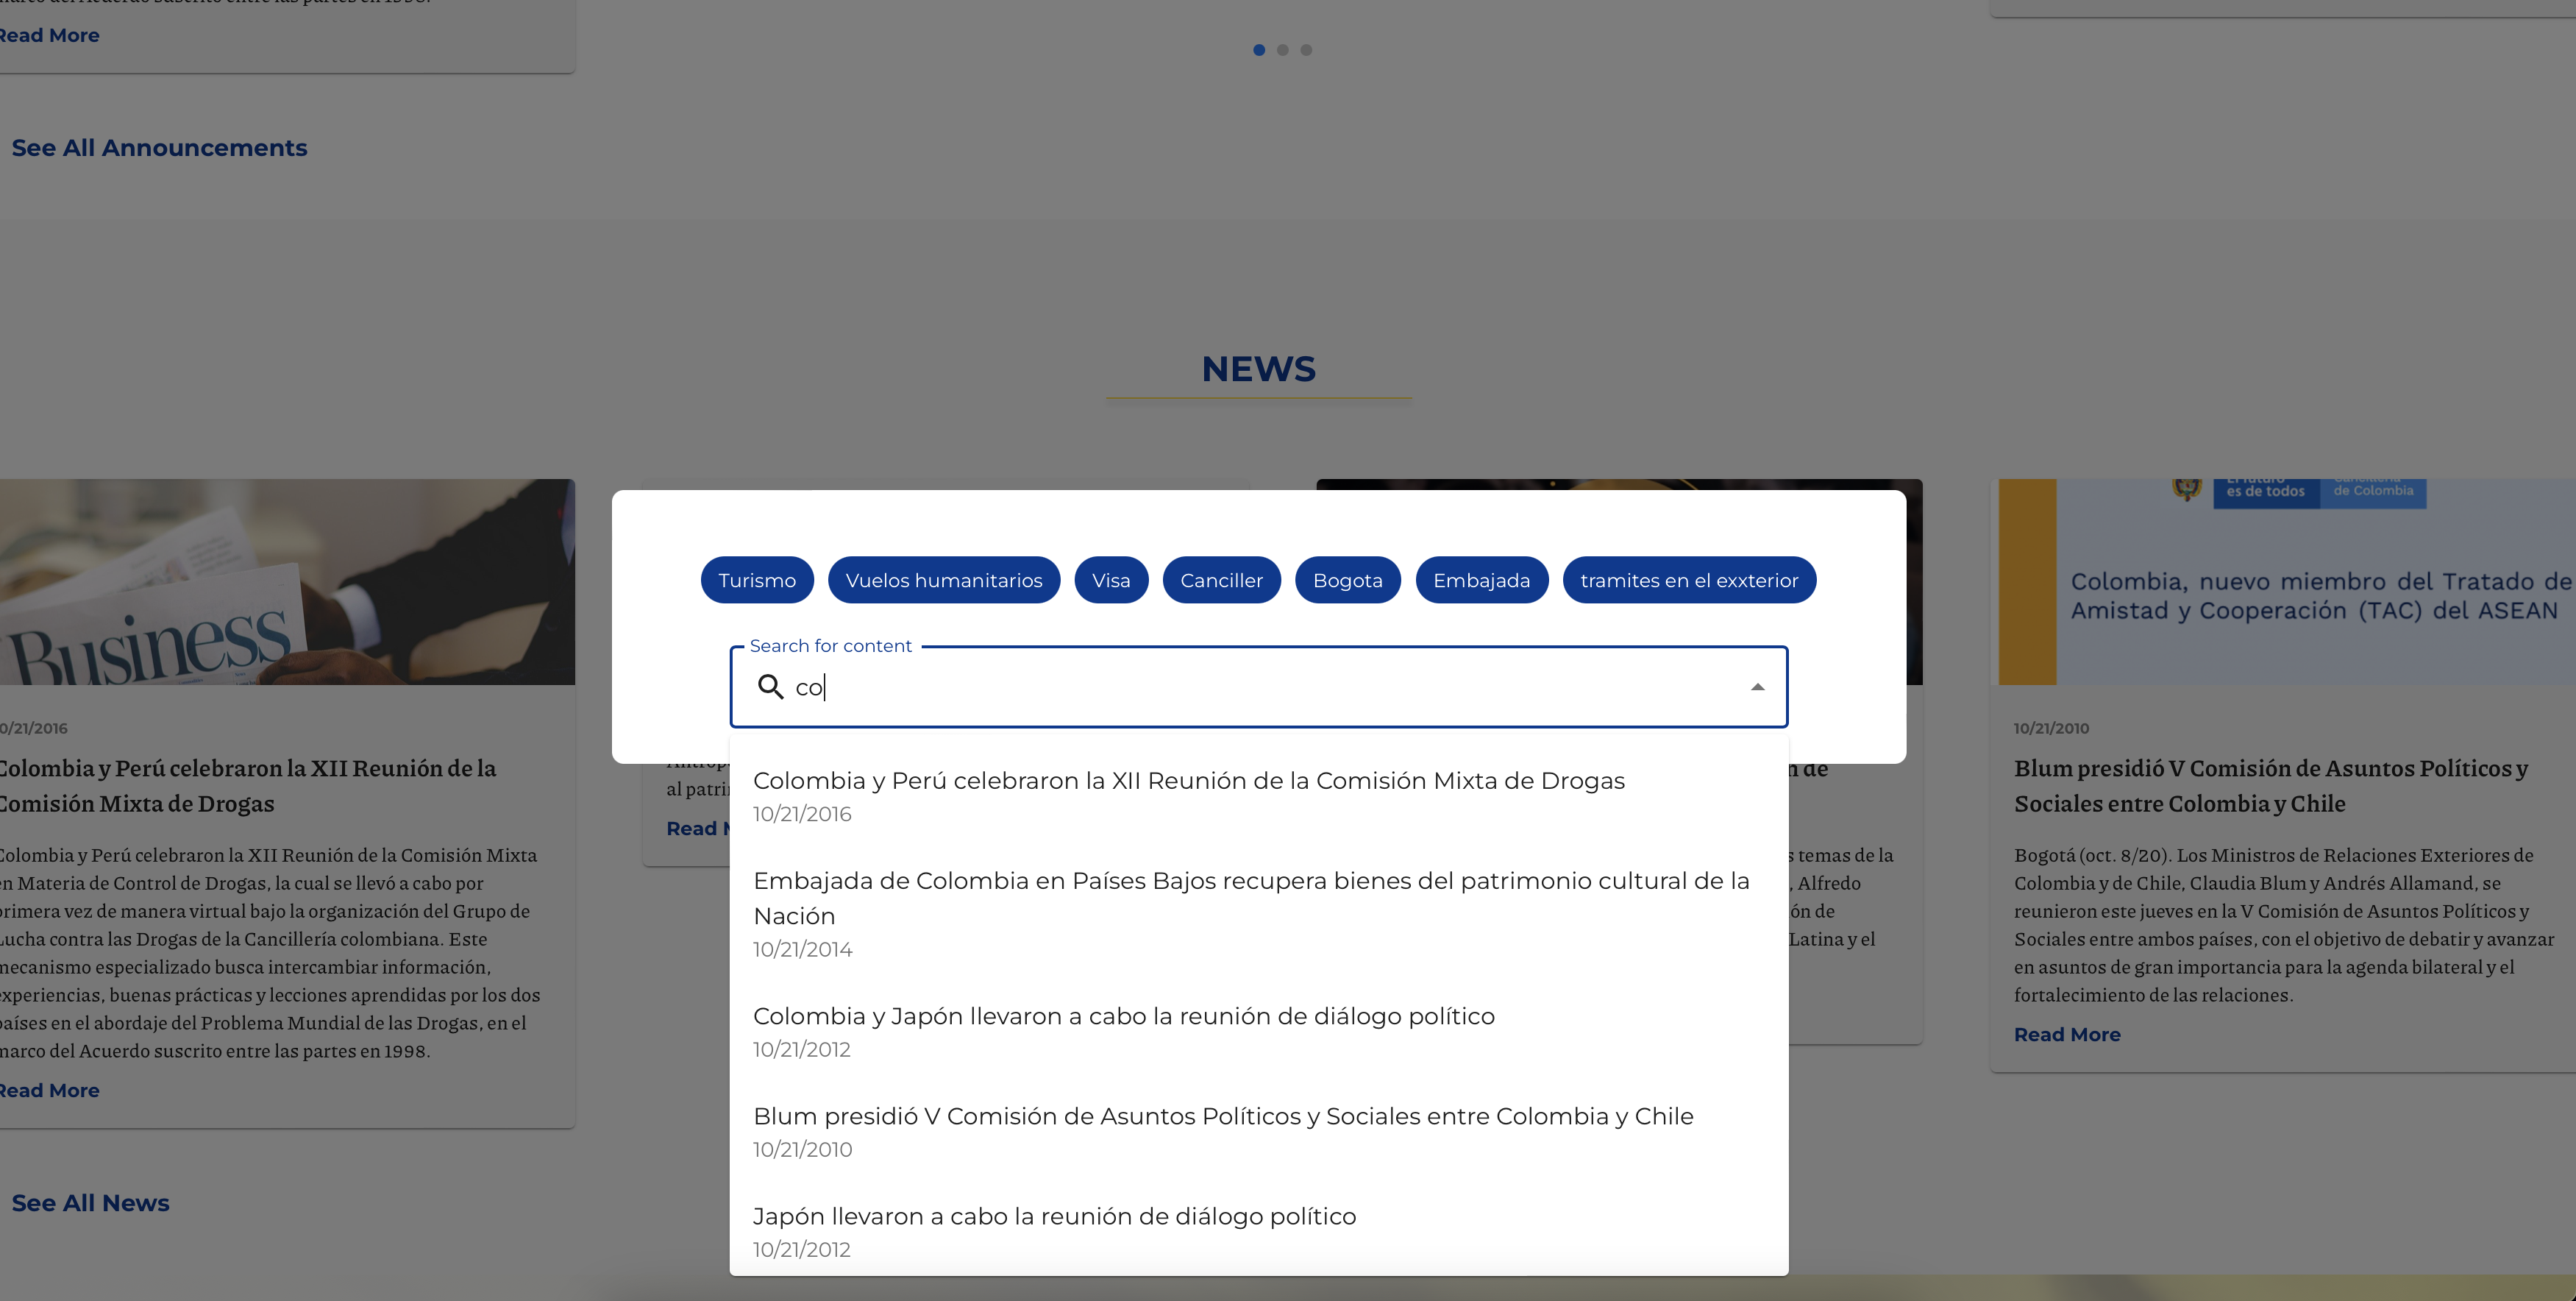 Read More
See All Announcements
NEWS
Business
El futuro
es de todos
Cancillería
de Colombia
Colombia, nuevo miembro del Tratado de
Amistad y Cooperación (TAC) del ASEAN
Turismo
Vuelos humanitarios
Visa
Canciller
Bogota
Embajada
tramites en el exxterior
Search for content
co
Colombia y Perú celebraron la XII Reunión de la Comisión Mixta de Drogas
10/21/2016
Embajada de Colombia en Países Bajos recupera bienes del patrimonio cultural de la
Nación
10/21/2014
Colombia y Japón llevaron a cabo la reunión de diálogo político
10/21/2012
Blum presidió V Comisión de Asuntos Políticos y Sociales entre Colombia y Chile
10/21/2010
Japón llevaron a cabo la reunión de diálogo político
10/21/2012
0/21/2016
Colombia y Perú celebraron la XII Reunión de la
Comisión Mixta de Drogas
Colombia y Perú celebraron la XII Reunión de la Comisión Mixta
en Materia de Control de Drogas, la cual se llevó a cabo por
primera vez de manera virtual bajo la organización del Grupo de
Lucha contra las Drogas de la Cancillería colombiana. Este
mecanismo especializado busca intercambiar información,
experiencias, buenas prácticas y lecciones aprendidas por los dos
países en el abordaje del Problema Mundial de las Drogas, en el
marco del Acuerdo suscrito entre las partes en 1998.
Read More
al
Read
de
temas de la
Alfredo
de
Latina y el
10/21/2010
Blum presidió V Comisión de Asuntos Políticos y
Sociales entre Colombia y Chile
Bogotá (oct. 8/20). Los Ministros de Relaciones Exteriores de
Colombia y de Chile, Claudia Blum y Andrés Allamand, se
reunieron este jueves en la V Comisión de Asuntos Políticos y
Sociales entre ambos países, con el objetivo de debatir y avanzar
en asuntos de gran importancia para la agenda bilateral y el
fortalecimiento de las relaciones.
Read More
See All News